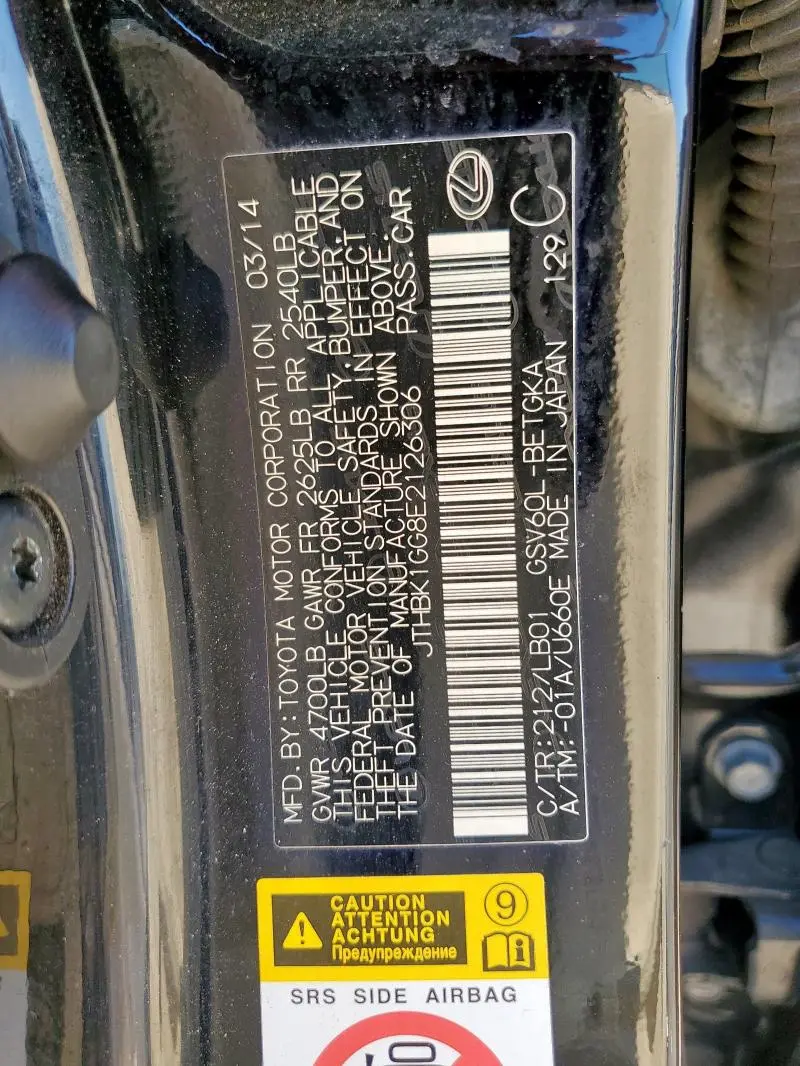 MFD. BY:TOYOTA MOTOR CORPORATION 03/14
GVWR 4700LB GAWR FR 2625LB RR 2540LB
THIS VEHICLE CONFORMS TO ALL APPLICABLE
FEDERAL MOTOR VEHICLE SAFETY, BUMPER, AND
THEFT PREVENTION STANDARDS IN EFFECT ON
THE DATE OF MANUFACTURE SHOWN ABOVE.
JTHBK1GG8E2126306 PASS.CAR
C/TR:212/LB01 GSV60L-BETGKA
A/TM:-01A/U660E MADE IN JAPAN 129 C
CAUTION
ATTENTION
ACHTUNG
Предупреждение
9
SRS SIDE AIRBAG